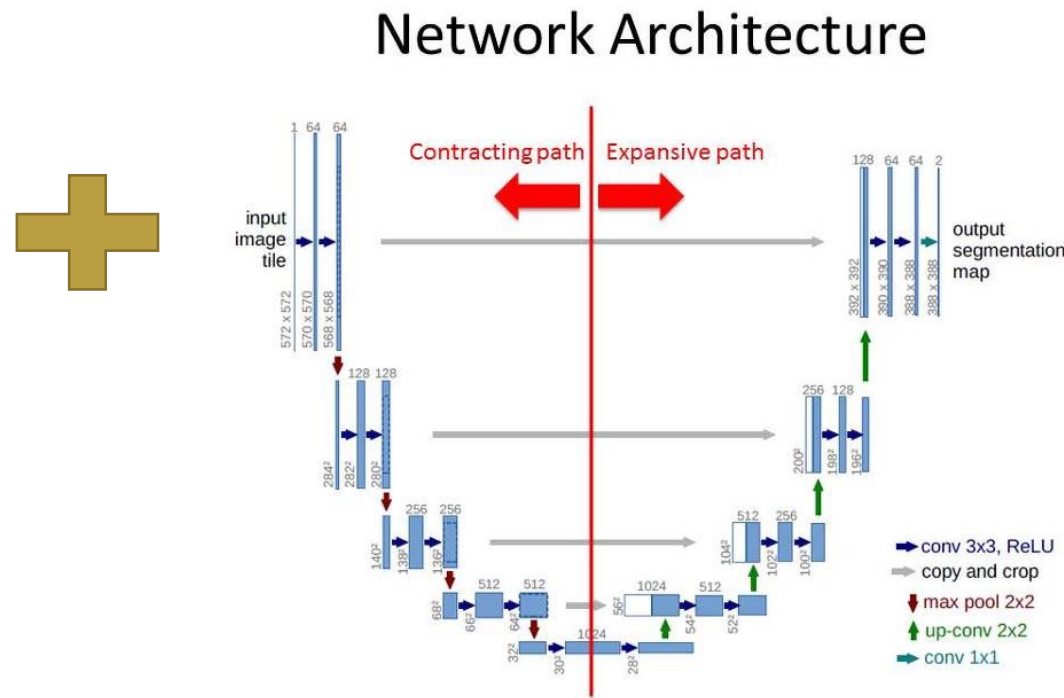 Network Architecture
Contracting path
Expansive path
1 64 64
128 64 64 2
input
image
tile
output
segmentation
map
572 x 572
570 x 570
568 x 568
392 x 392
390 x 390
388 x 388
388 x 388
128 128
256 128
284²
282²
280²
200²
198²
196²
256 256
512 256
140²
138²
136²
104²
102²
100²
512 512
1024 512
68²
66²
64²
56²
54²
52²
1024
32²
30²
28²
conv 3x3, ReLU
copy and crop
max pool 2x2
up-conv 2x2
conv 1x1